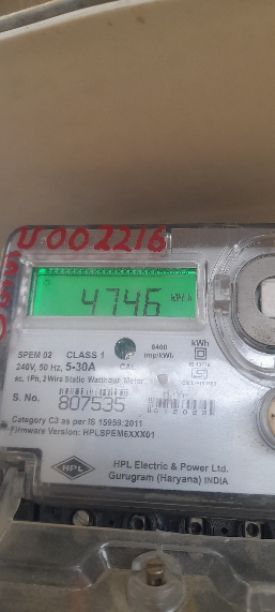 U002216
4746 kWh
SPEM 02 CLASS 1 6400 imp/kWh kWh
240V, 50 Hz, 5-30A CAL
ac, 1Ph, 2 Wire Static Watthour Meter
S. No. 807535
Category C3 as per IS 15959:2011
Firmware Version: HPLSPEM6XXX01
HPL HPL Electric & Power Ltd.
Gurugram (Haryana) INDIA